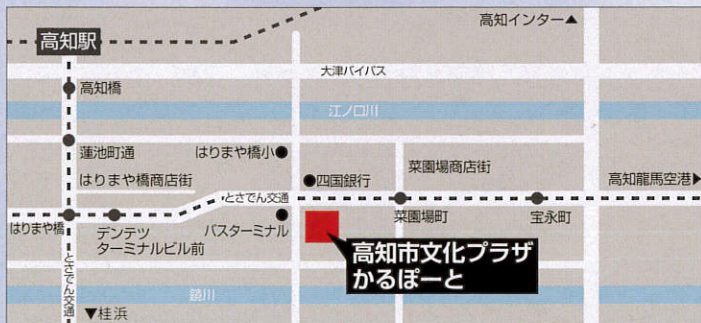 高知インター▲
高知駅
大津バイパス
高知橋
江ノ口川
蓮池町通
はりまや橋小
菜園場商店街
はりまや橋商店街
四国銀行
高知龍馬空港▶
とさでん交通
はりまや橋
デンテツ
ターミナルビル前
バスターミナル
菜園場町
宝永町
高知市文化プラザ
かるぽーと
とさでん交通
鏡川
▼桂浜